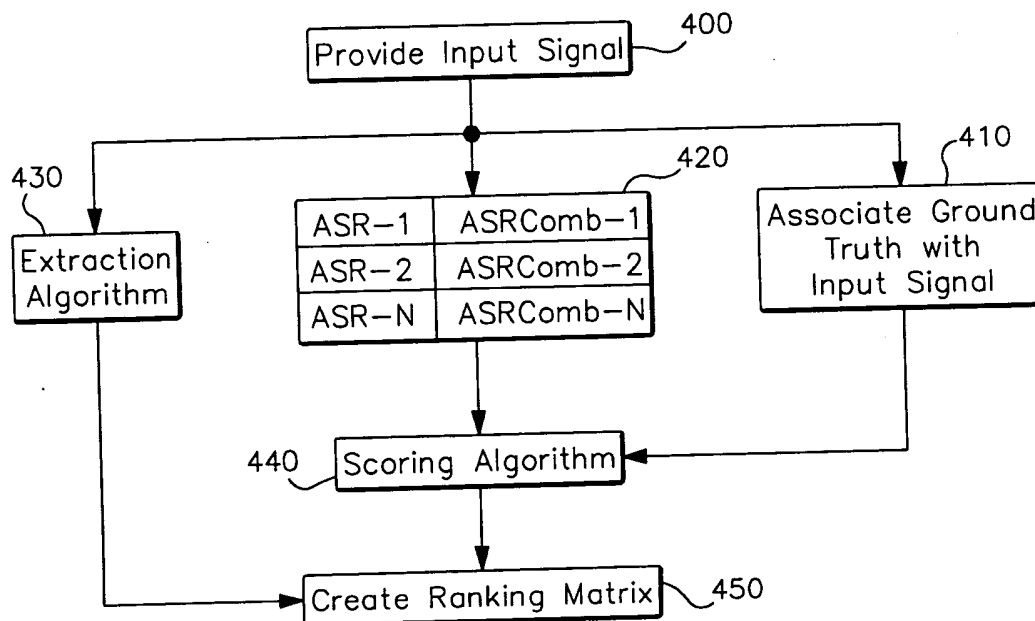 Provide Input Signal
400
430
420
410
Extraction
Algorithm
ASR-1 ASRComb-1
ASR-2 ASRComb-2
ASR-N ASRComb-N
Associate Ground
Truth with
Input Signal
440
Scoring Algorithm
Create Ranking Matrix
450